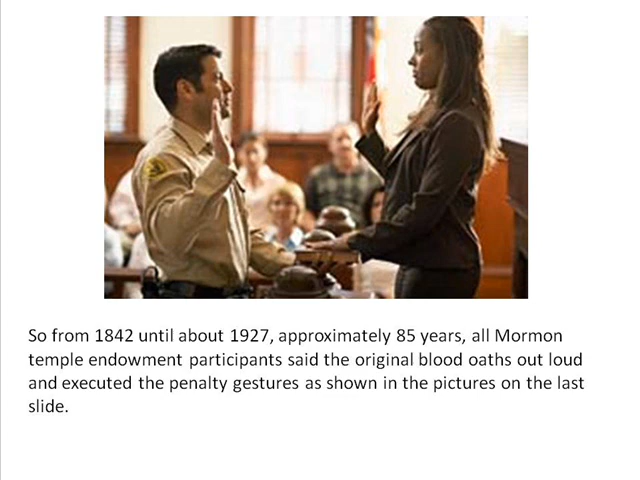 So from 1842 until about 1927, approximately 85 years, all Mormon
temple endowment participants said the original blood oaths out loud
and executed the penalty gestures as shown in the pictures on the last
slide.